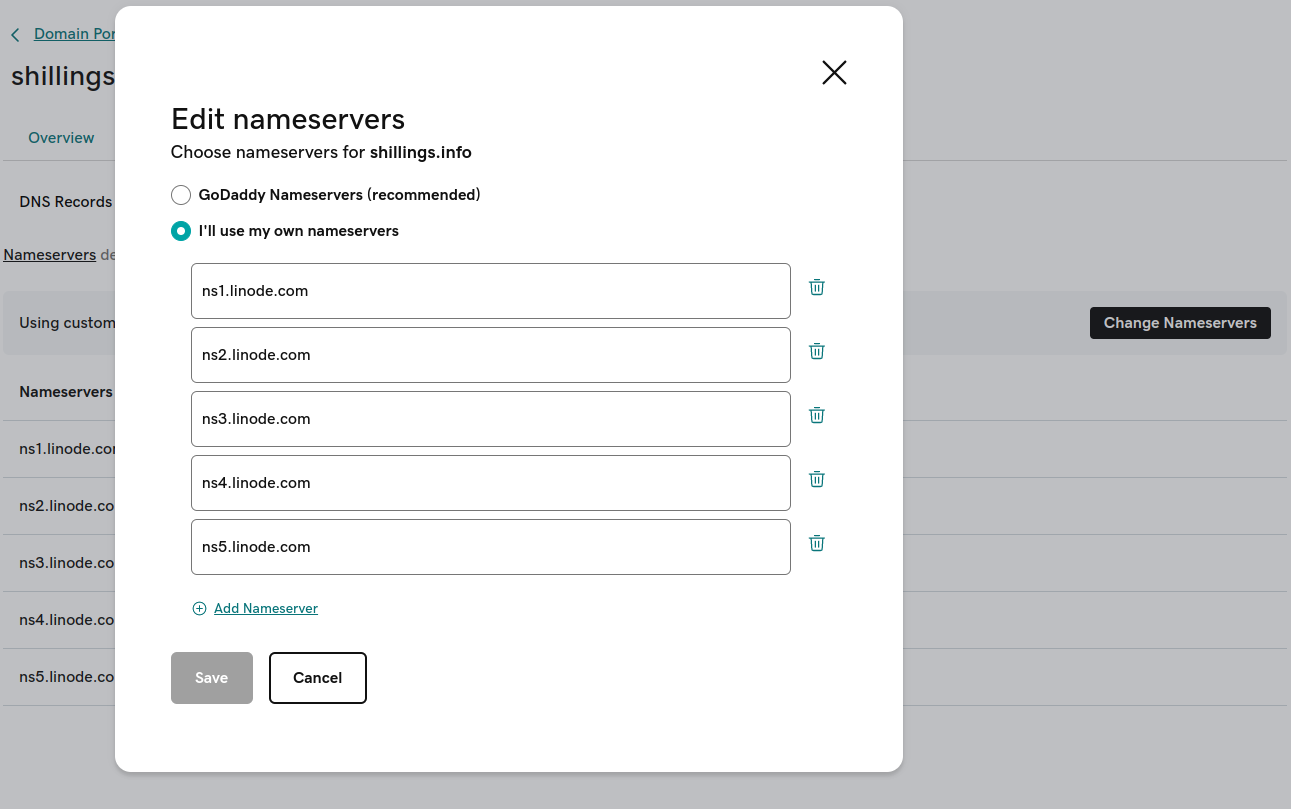 Domain Por
shillings
Overview
DNS Records
Nameservers de
Using custom
Change Nameservers
Nameservers
ns1.linode.com
ns2.linode.co
ns3.linode.co
ns4.linode.co
ns5.linode.co
Edit nameservers
Choose nameservers for shillings.info
GoDaddy Nameservers (recommended)
I'll use my own nameservers
ns1.linode.com
ns2.linode.com
ns3.linode.com
ns4.linode.com
ns5.linode.com
Add Nameserver
Save
Cancel